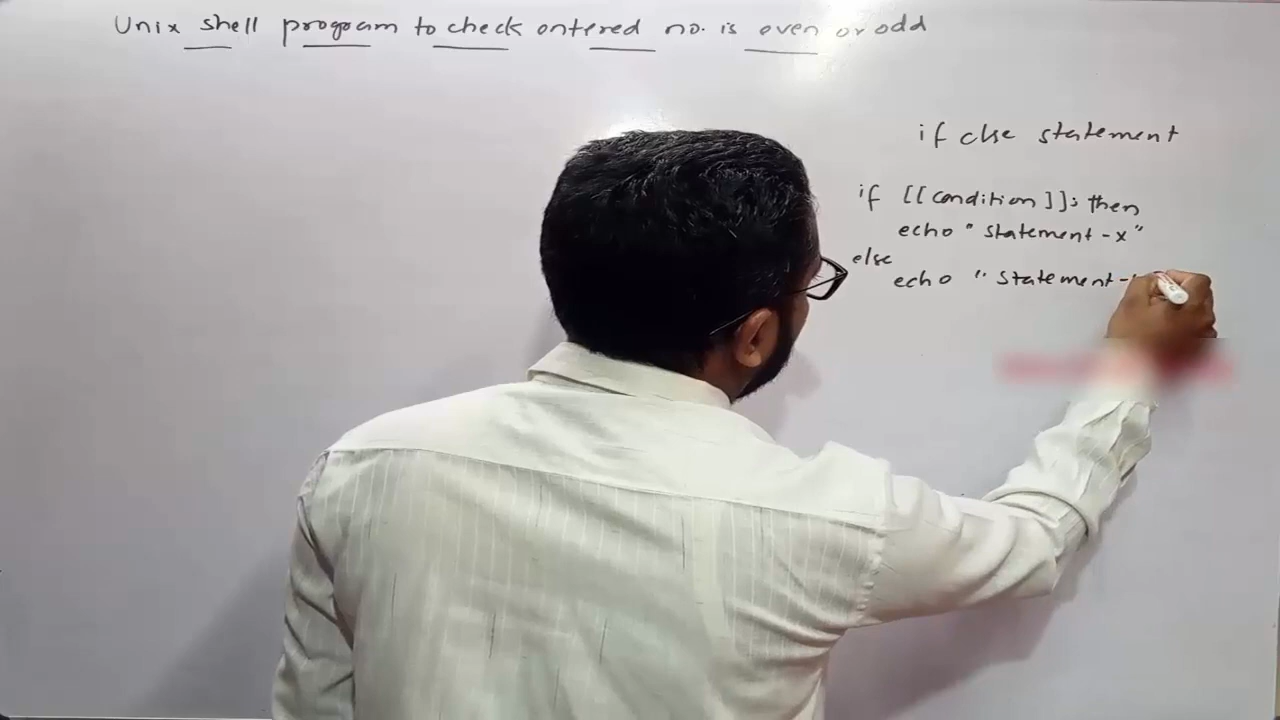 Unix shell program to check entered no. is even or odd
if else statement
if [[condition]]; then
echo "statement-x"
else
echo "statement-